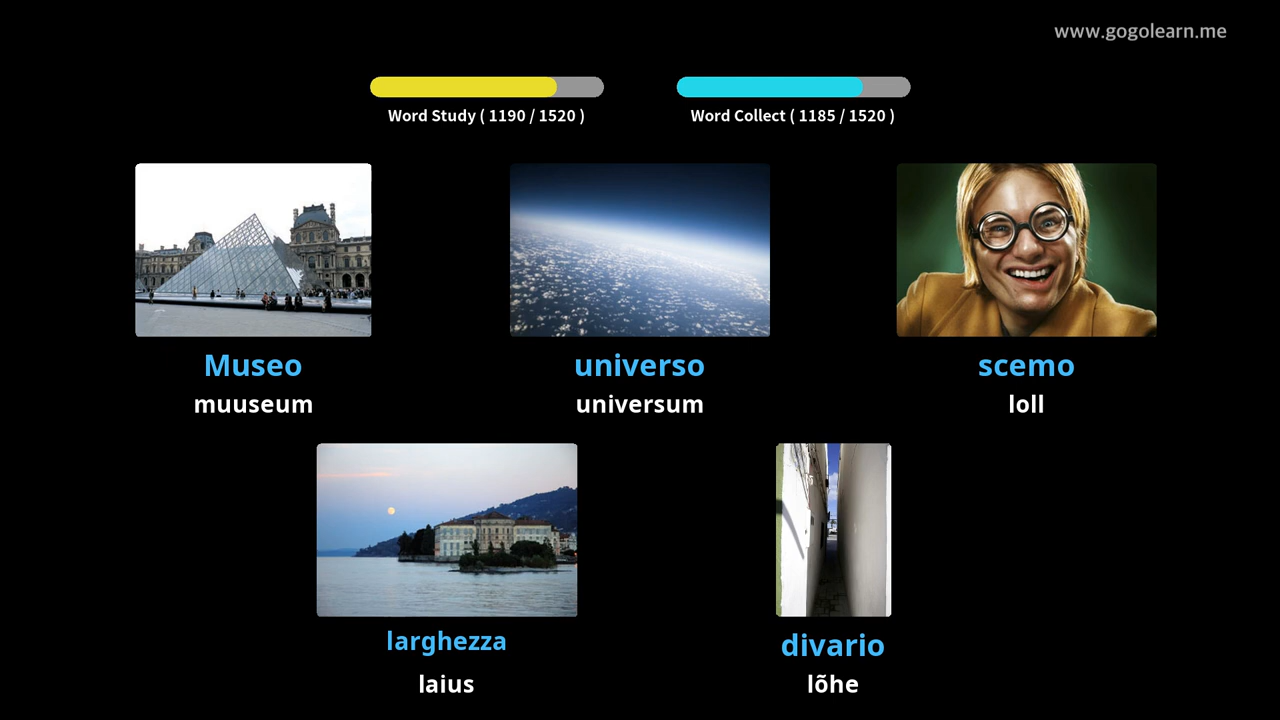 www.gogolearn.me
Word Study ( 1190 / 1520 )
Word Collect ( 1185 / 1520 )
Museo
universo
scemo
muuseum
universum
loll
larghezza
divario
laius
lõhe